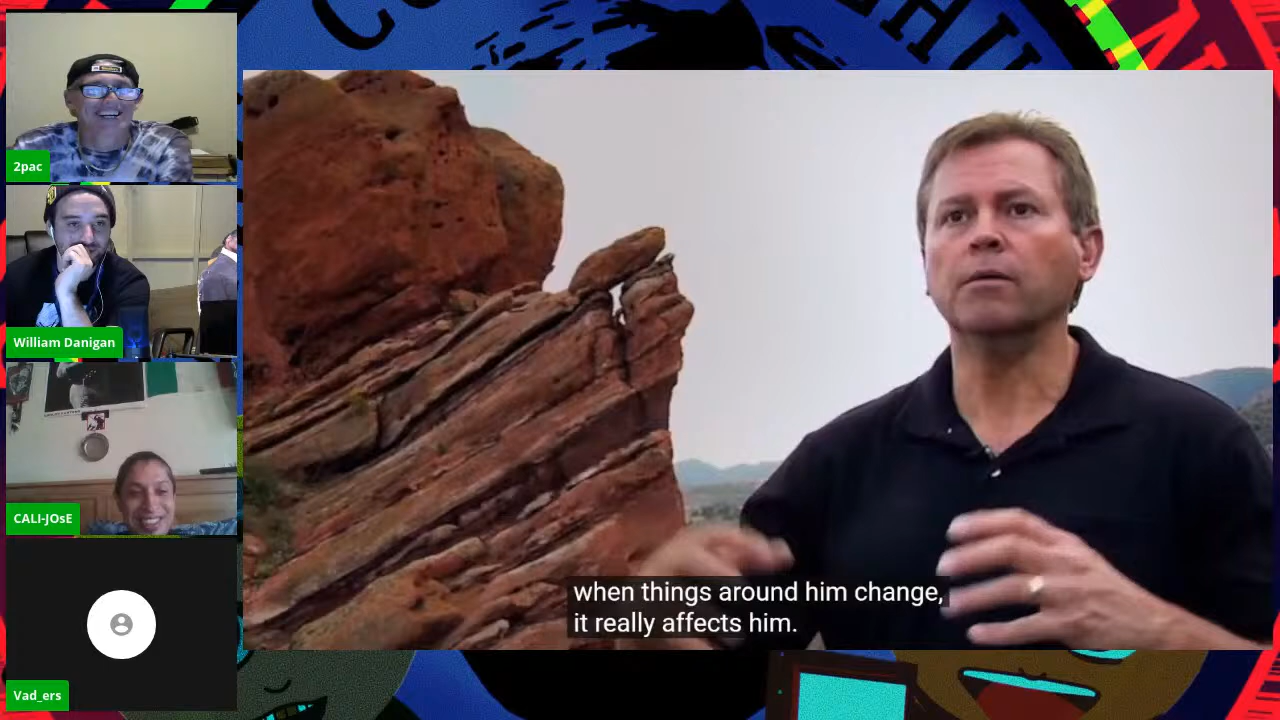 2pac
William Danigan
CALI-JOsE
Vad_ers
when things around him change,
it really affects him.